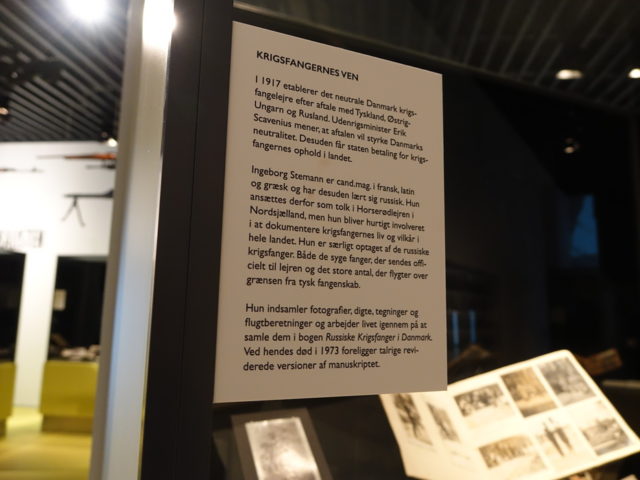 KRIGSFANGERNES VEN
I 1917 etablerer det neutrale Danmark krigs-
fangelejre efter aftale med Tyskland, Østrig-
Ungarn og Rusland. Udenrigsminister Erik
Scavenius mener, at aftalen vil styrke Danmarks
neutralitet. Desuden får staten betaling for krigs-
fangernes ophold i landet.
Ingeborg Stemann er cand.mag. i fransk, latin
og græsk og har desuden lært sig russisk. Hun
ansættes derfor som tolk i Horserødlejren i
Nordsjælland, men hun bliver hurtigt involveret
i at dokumentere krigsfangernes liv og vilkår i
hele landet. Hun er særligt optaget af de russiske
krigsfanger. Både de syge fanger, der sendes offi-
cielt til lejren og det store antal, der flygter over
grænsen fra tysk fangenskab.
Hun indsamler fotografier, digte, tegninger og
flugtberetninger og arbejder livet igennem på at
samle dem i bogen Russiske Krigsfanger i Danmark.
Ved hendes død i 1973 foreligger talrige revi-
derede versioner af manuskriptet.